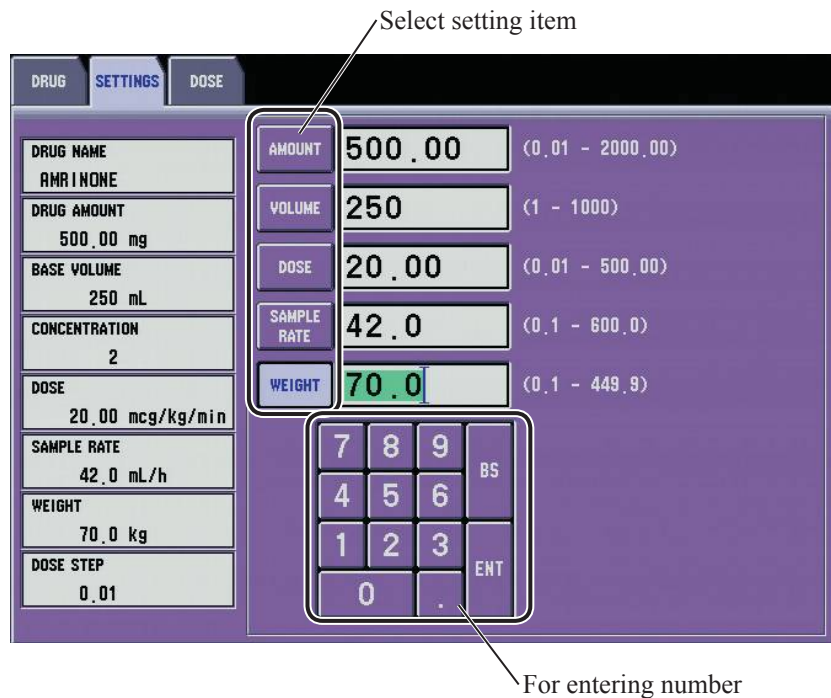 Select setting item
DRUG SETTINGS DOSE
DRUG NAME
AMRINONE
DRUG AMOUNT
500.00 mg
BASE VOLUME
250 mL
CONCENTRATION
2
DOSE
20.00 mcg/kg/min
SAMPLE RATE
42.0 mL/h
WEIGHT
70.0 kg
DOSE STEP
0.01
AMOUNT 500.00 (0.01 - 2000.00)
VOLUME 250 (1 - 1000)
DOSE 20.00 (0.01 - 500.00)
SAMPLE
RATE 42.0 (0.1 - 600.0)
WEIGHT 70.0 (0.1 - 449.9)
7 8 9 BS
4 5 6
1 2 3 ENT
0 .
For entering number